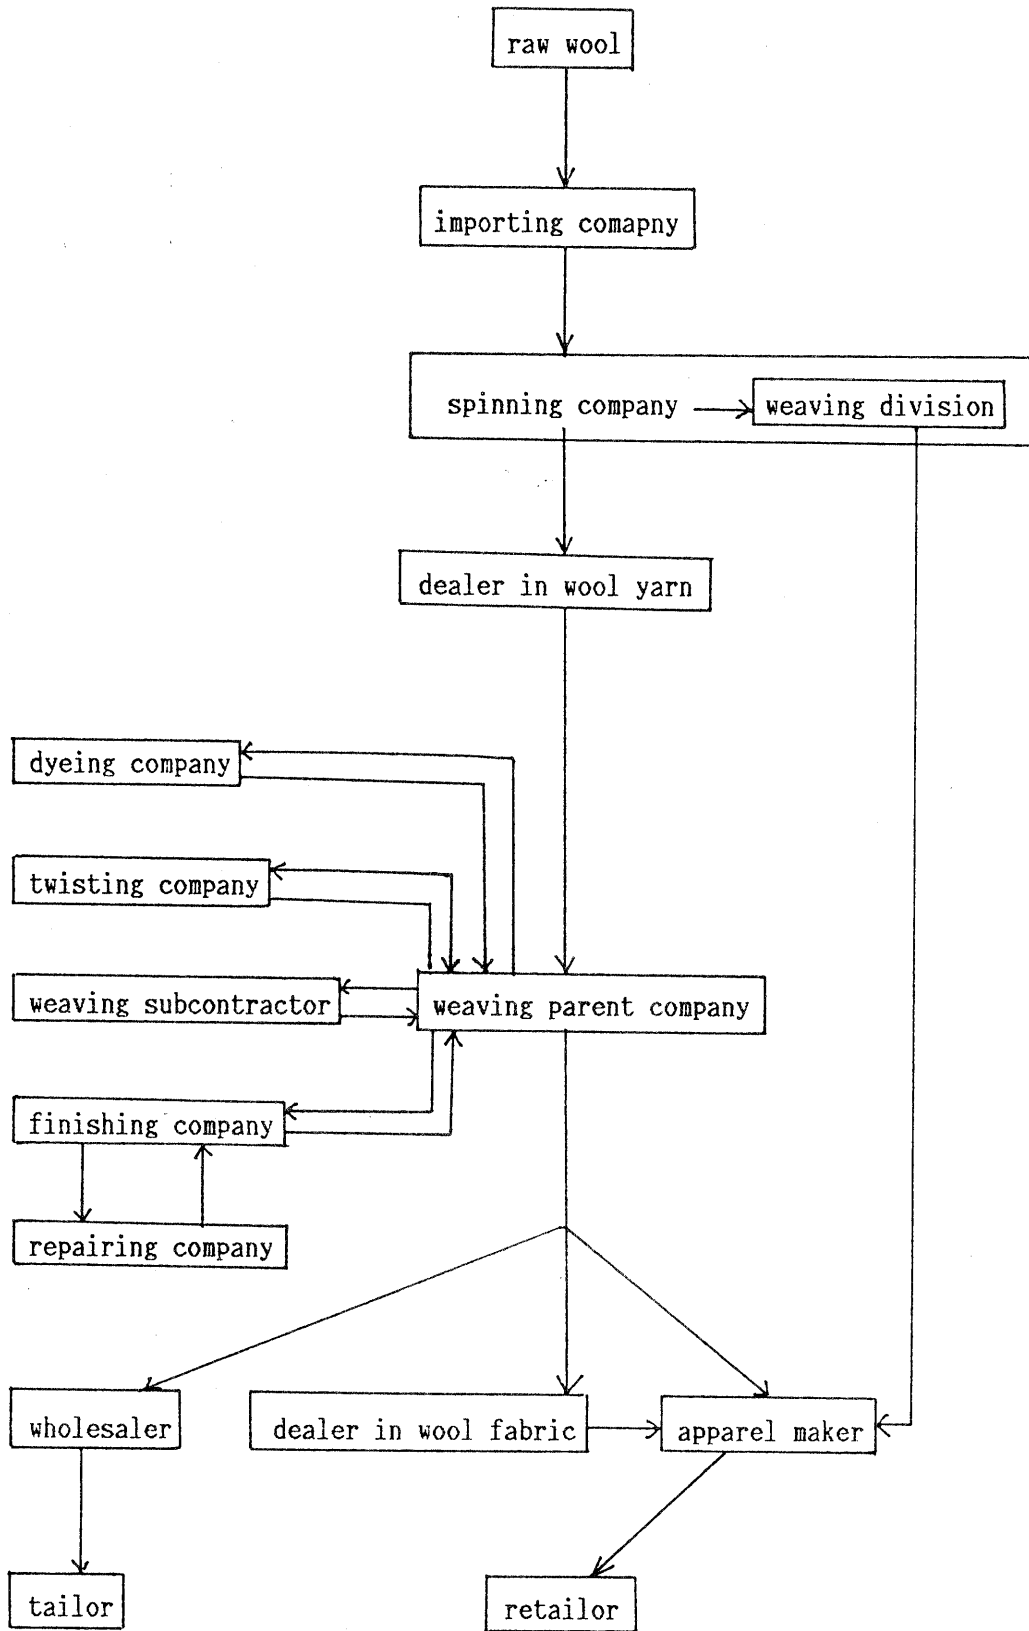 raw wool
importing comapny
spinning company
weaving division
dealer in wool yarn
dyeing company
twisting company
weaving subcontractor
weaving parent company
finishing company
repairing company
wholesaler
dealer in wool fabric
apparel maker
tailor
retailor